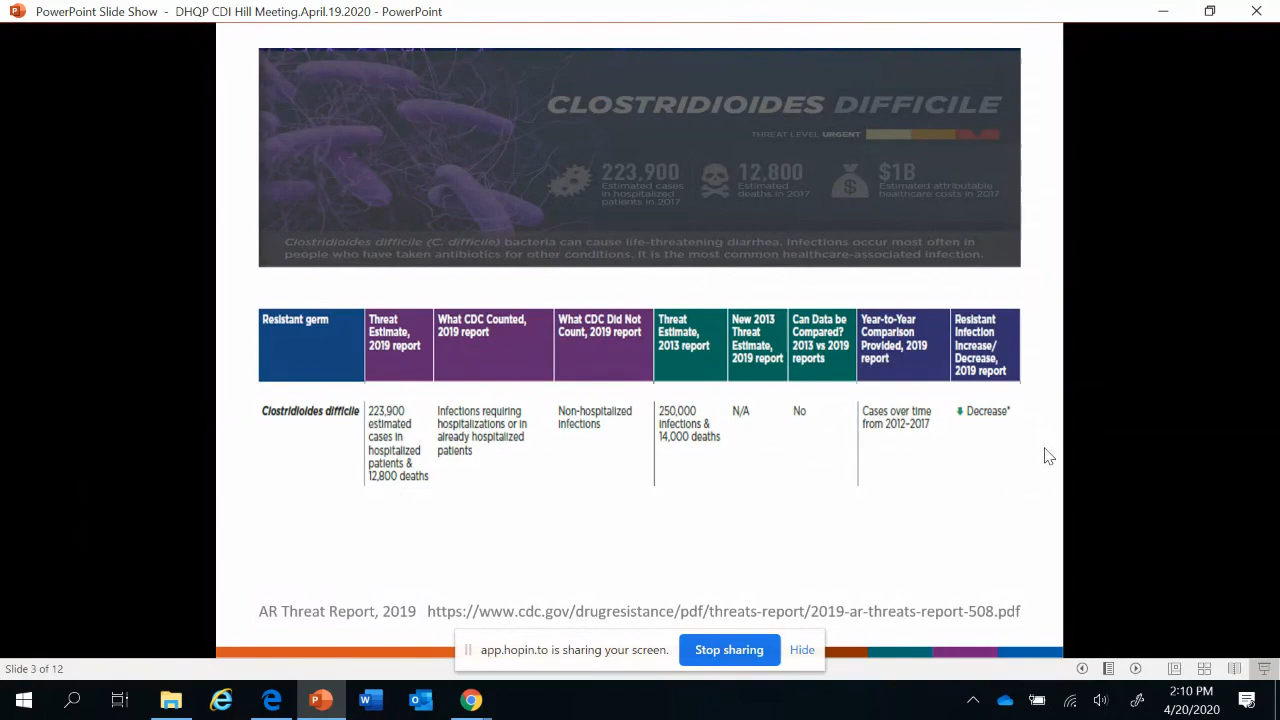 PowerPoint Slide Show - DHQP CDI Hill Meeting.April.19.2020 - PowerPoint
CLOSTRIDIOIDES DIFFICILE
THREAT LEVEL URGENT
223,900
Estimated cases
in hospitalized
patients in 2017
12,800
Estimated
deaths in 2017
$1B
Estimated attributable
healthcare costs in 2017
Clostridioides difficile (C. difficile) bacteria can cause life-threatening diarrhea. Infections occur most often in
people who have taken antibiotics for other conditions. It is the most common healthcare-associated infection.
Resistant germ
Threat
Estimate,
2019 report
What CDC Counted,
2019 report
What CDC Did Not
Count, 2019 report
Threat
Estimate,
2013 report
New 2013
Threat
Estimate,
2019 report
Can Data be
Compared?
2013 vs 2019
reports
Year-to-Year
Comparison
Provided, 2019
report
Resistant
Infection
Increase/
Decrease,
2019 report
Clostridioides difficile
223,900
estimated
cases in
hospitalized
patients &
12,800 deaths
Infections requiring
hospitalizations or in
already hospitalized
patients
Non-hospitalized
infections
250,000
infections &
14,000 deaths
N/A
No
Cases over time
from 2012-2017
Decrease*
AR Threat Report, 2019 https://www.cdc.gov/drugresistance/pdf/threats-report/2019-ar-threats-report-508.pdf
app.hopin.to is sharing your screen.
Stop sharing
Hide
Slide 3 of 12
2:10 PM
4/20/2020